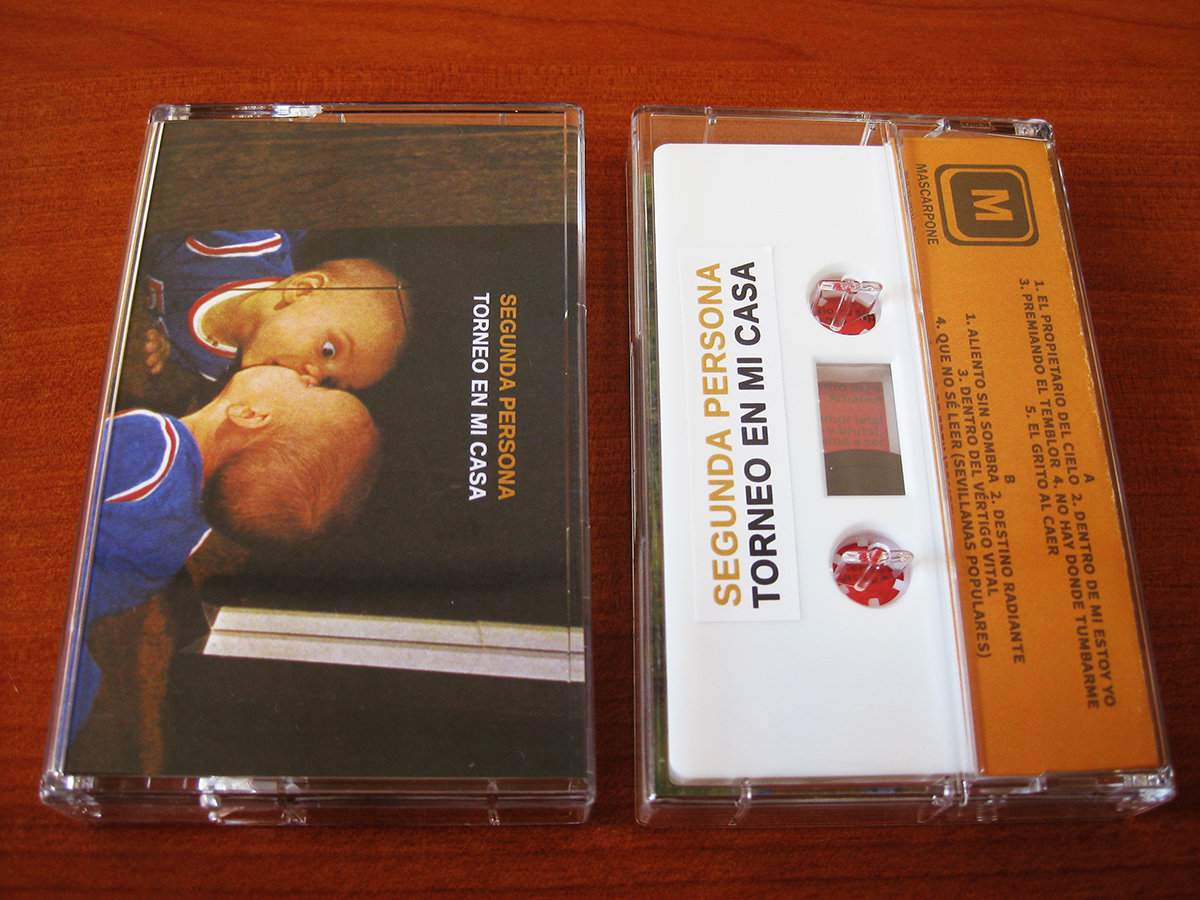 SEGUNDA PERSONA
TORNEO EN MI CASA
SEGUNDA PERSONA
TORNEO EN MI CASA
M
MASCARPONE
A
1. EL PROPIETARIO DEL CIELO 2. DENTRO DE MI ESTOY YO
3. PREMIANDO EL TEMBLOR 4. NO HAY DONDE TUMBARME
5. EL GRITO AL CAER
B
1. ALIENTO SIN SOMBRA 2. DESTINO RADIANTE
3. DENTRO DEL VÉRTIGO VITAL
4. QUE NO SÉ LEER (SEVILLANAS POPULARES)
mor letal
y brutal